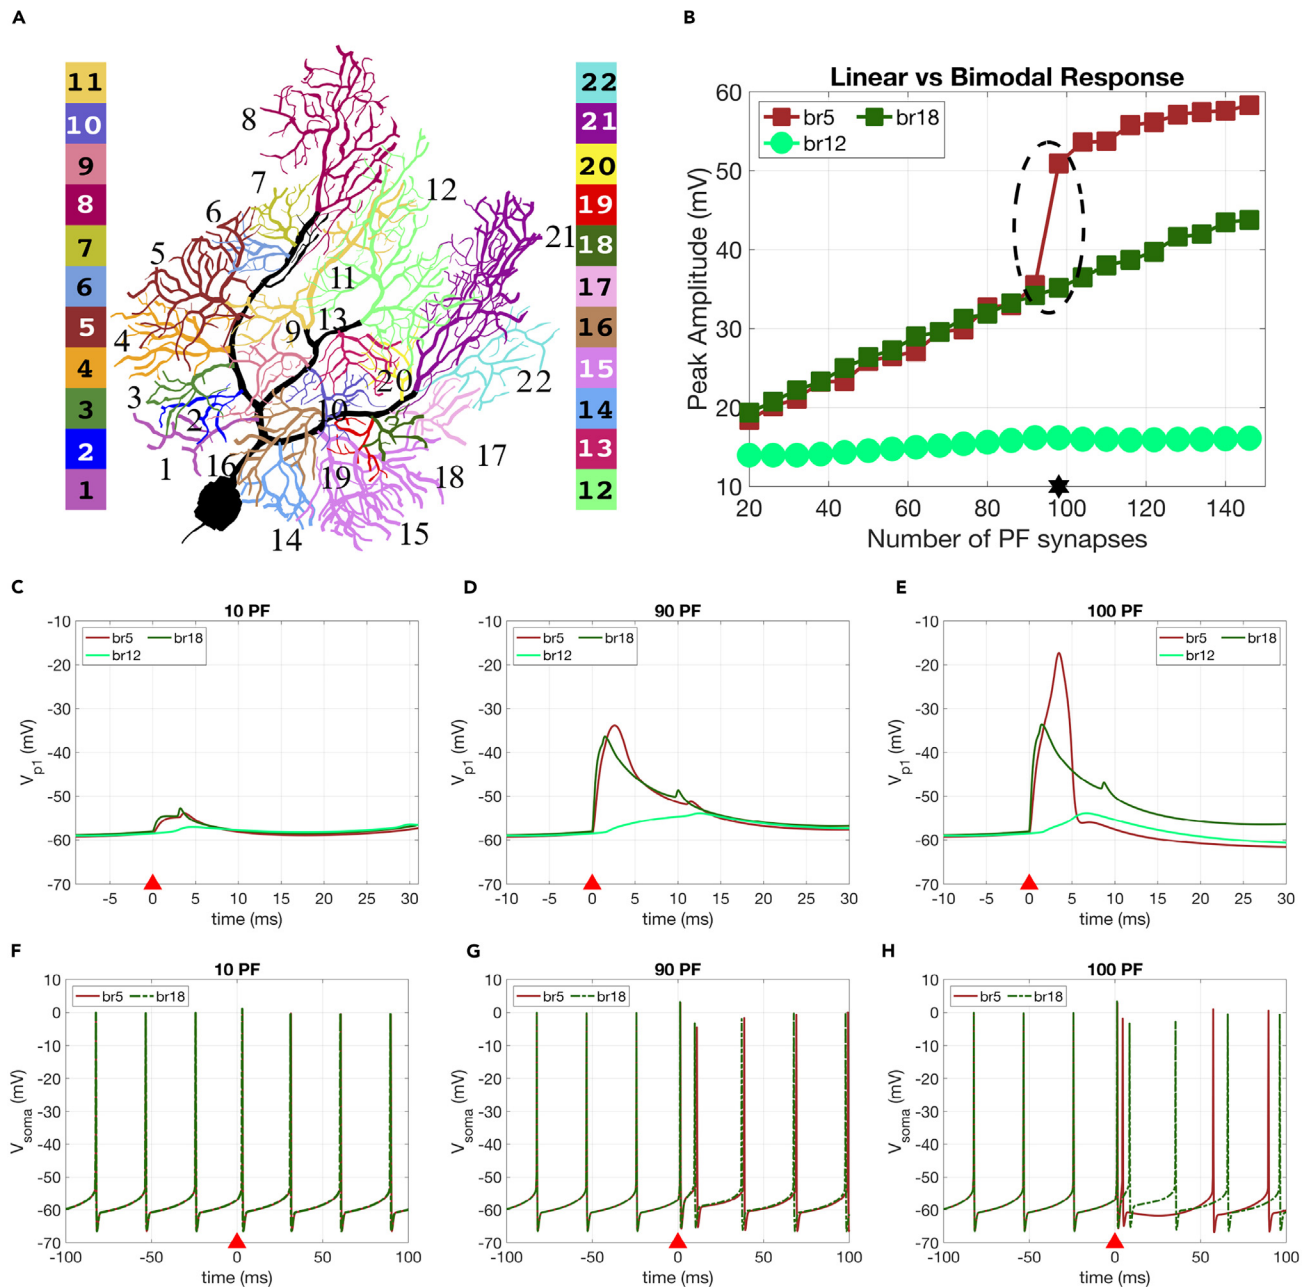 A
11
10
9
8
7
6
5
4
3
2
1
8
7
6
5
4
3
2
1
16
9
13
11
12
10
20
21
22
17
18
19
15
14
22
21
20
19
18
17
16
15
14
13
12
B
Linear vs Bimodal Response
br5 br18
br12
Peak Amplitude (mV)
60
50
40
30
20
10
20 40 60 80 100 120 140
Number of PF synapses
C
10 PF
br5 br18
br12
Vp1 (mV)
-10
-20
-30
-40
-50
-60
-70
-5 0 5 10 15 20 25 30
time (ms)
D
90 PF
br5 br18
br12
Vp1 (mV)
-10
-20
-30
-40
-50
-60
-70
-10 -5 0 5 10 15 20 25 30
time (ms)
E
100 PF
br5 br18
br12
Vp1 (mV)
-10
-20
-30
-40
-50
-60
-70
-10 -5 0 5 10 15 20 25 30
time (ms)
F
10 PF
br5 br18
Vsoma (mV)
10
0
-10
-20
-30
-40
-50
-60
-70
-100 -50 0 50 100
time (ms)
G
90 PF
br5 br18
Vsoma (mV)
10
0
-10
-20
-30
-40
-50
-60
-70
-100 -50 0 50 100
time (ms)
H
100 PF
br5 br18
Vsoma (mV)
10
0
-10
-20
-30
-40
-50
-60
-70
-100 -50 0 50 100
time (ms)